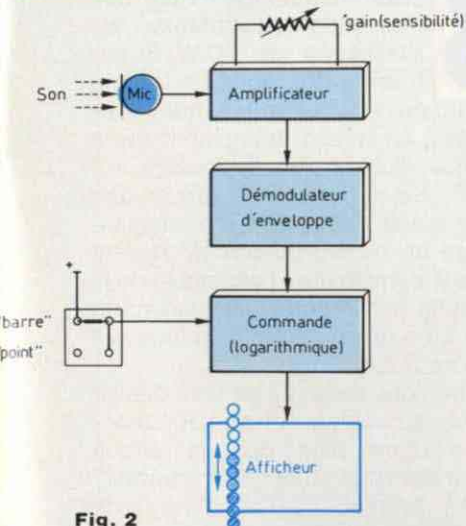 gain(sensibilité)
Son
Mic
Amplificateur
Démodulateur
d'enveloppe
+
"barre"
"point"
Commande
(logarithmique)
Afficheur
Fig. 2